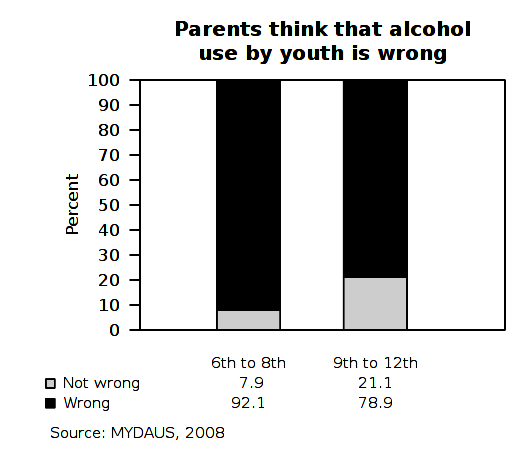 Parents think that alcohol
use by youth is wrong
Percent
100
90
80
70
60
50
40
30
20
10
0
6th to 8th 9th to 12th
Not wrong 7.9 21.1
Wrong 92.1 78.9
Source: MYDAUS, 2008